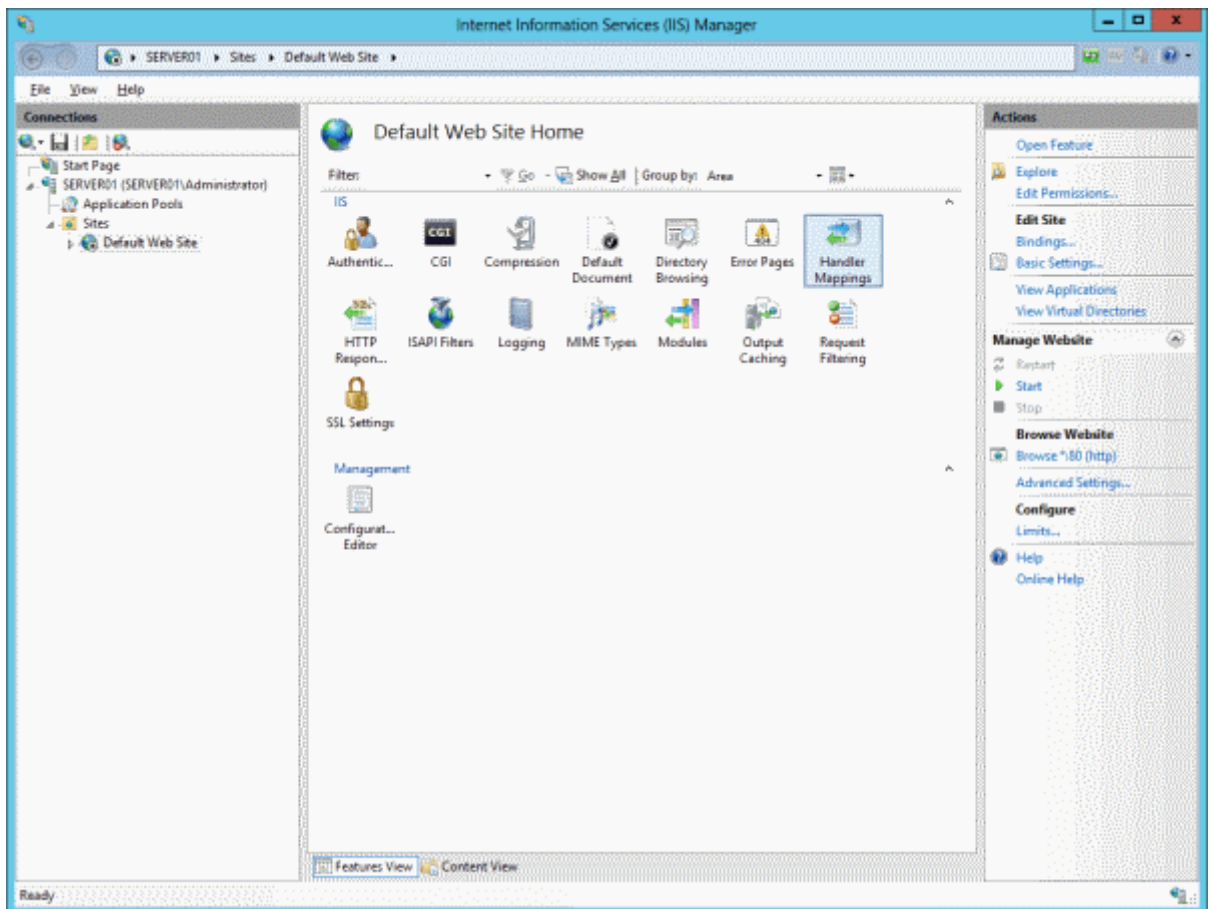 Internet Information Services (IIS) Manager
SERVER01 Sites Default Web Site
File View Help
Connections
Start Page
SERVER01 (SERVER01\Administrator)
Application Pools
Sites
Default Web Site
Default Web Site Home
Filter: Go Show All Group by: Area
IIS
Authentic... CGI Compression Default Document Directory Browsing Error Pages Handler Mappings
HTTP Respon... ISAPI Filters Logging MIME Types Modules Output Caching Request Filtering
SSL Settings
Management
Configurat... Editor
Features View Content View
Actions
Open Feature
Explore
Edit Permissions...
Edit Site
Bindings...
Basic Settings...
View Applications
View Virtual Directories
Manage Website
Restart
Start
Stop
Browse Website
Browse *:80 (http)
Advanced Settings...
Configure
Limits...
Help
Online Help
Ready